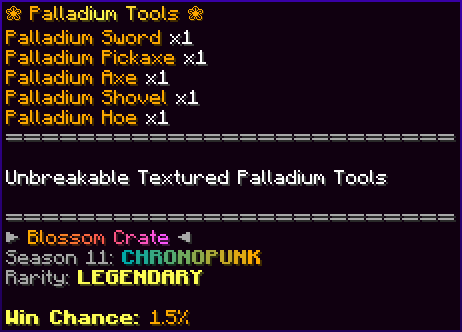 ❀ Palladium Tools ❀
Palladium Sword x1
Palladium Pickaxe x1
Palladium Axe x1
Palladium Shovel x1
Palladium Hoe x1
=========================
Unbreakable Textured Palladium Tools
=========================
► Blossom Crate ◄
Season 11: CHRONOPUNK
Rarity: LEGENDARY
Win Chance: 1.5%